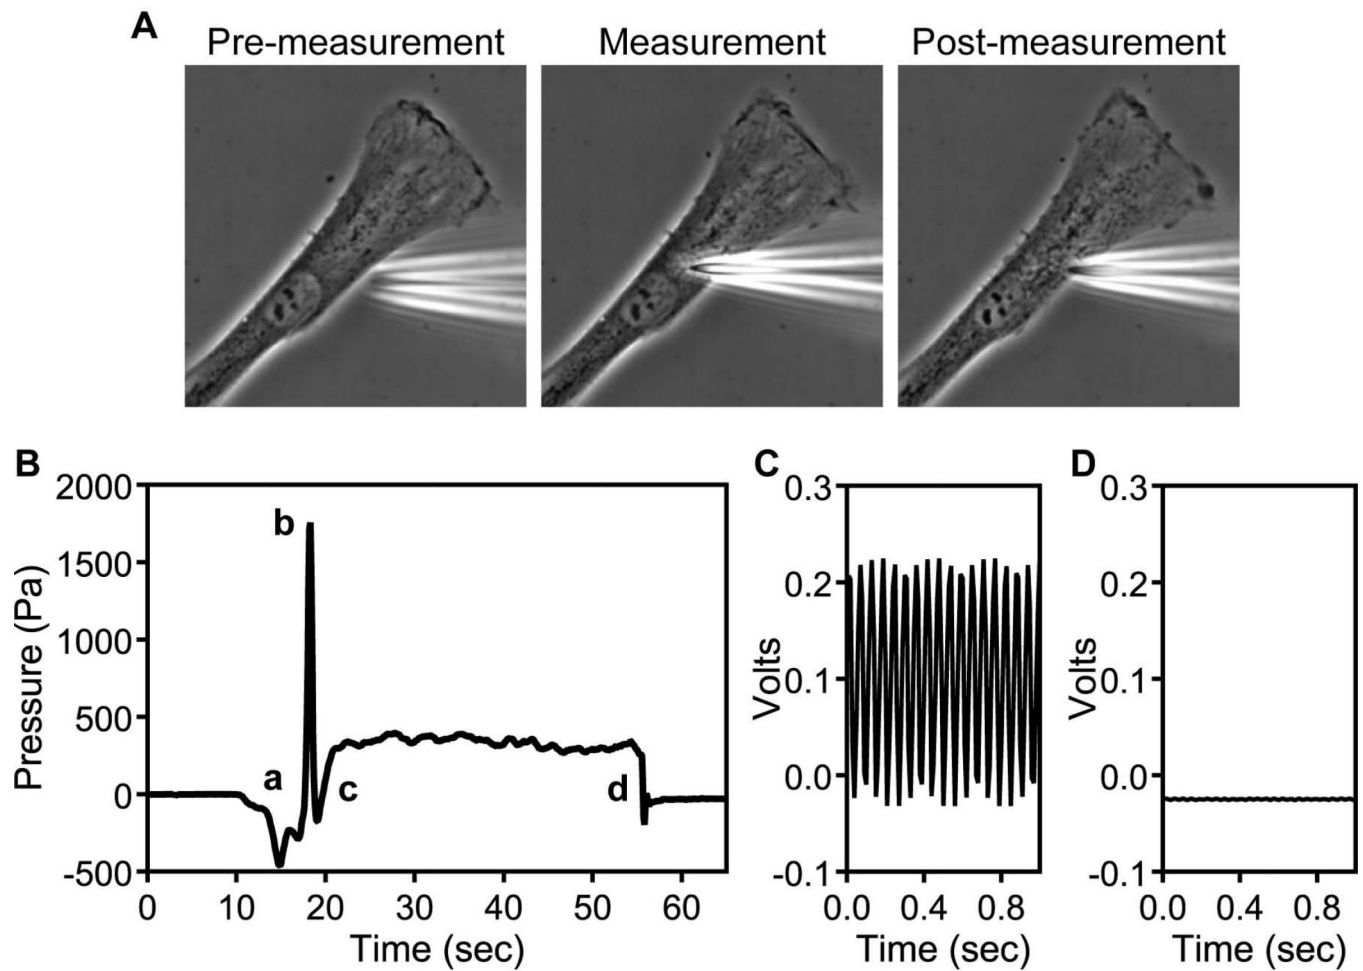 A
Pre-measurement Measurement Post-measurement
B
2000
1500
1000
500
0
-500
Pressure (Pa)
a
b
c
d
0 10 20 30 40 50 60
Time (sec)
C
0.3
0.2
0.1
0.0
-0.1
Volts
0.0 0.4 0.8
Time (sec)
D
0.3
0.2
0.1
0.0
-0.1
Volts
0.0 0.4 0.8
Time (sec)